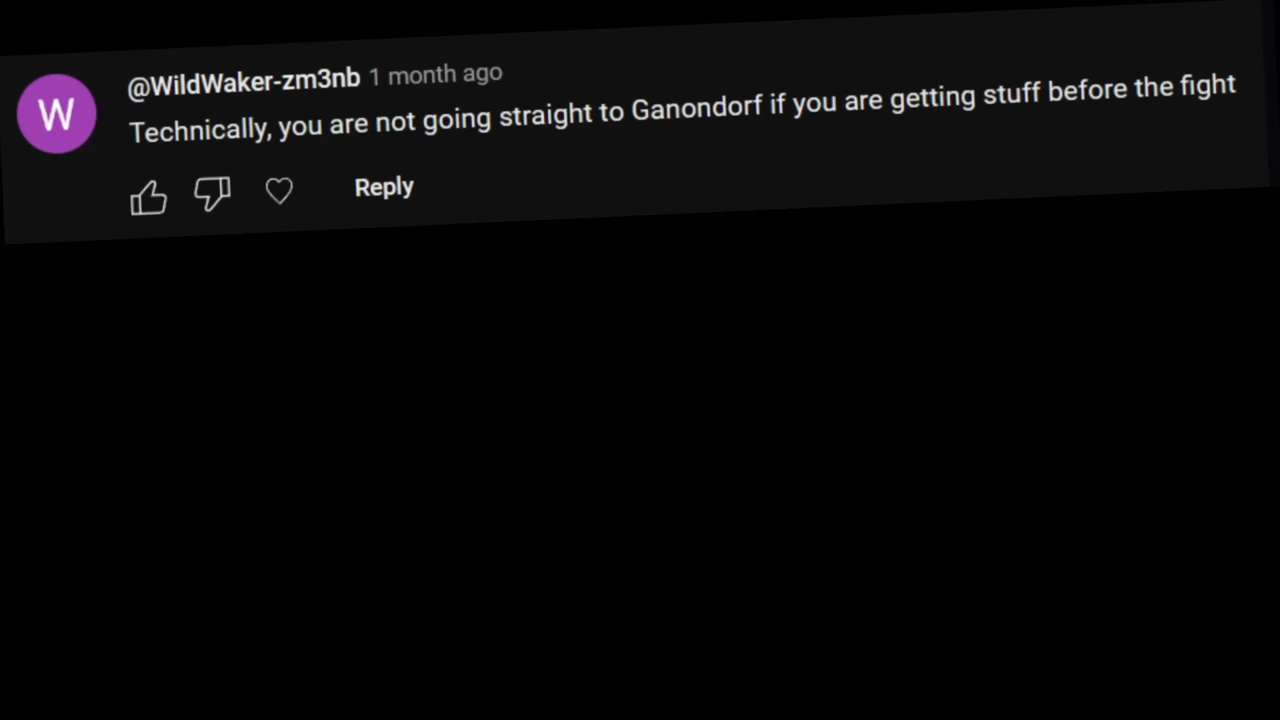 W
@WildWaker-zm3nb 1 month ago
Technically, you are not going straight to Ganondorf if you are getting stuff before the fight
Reply